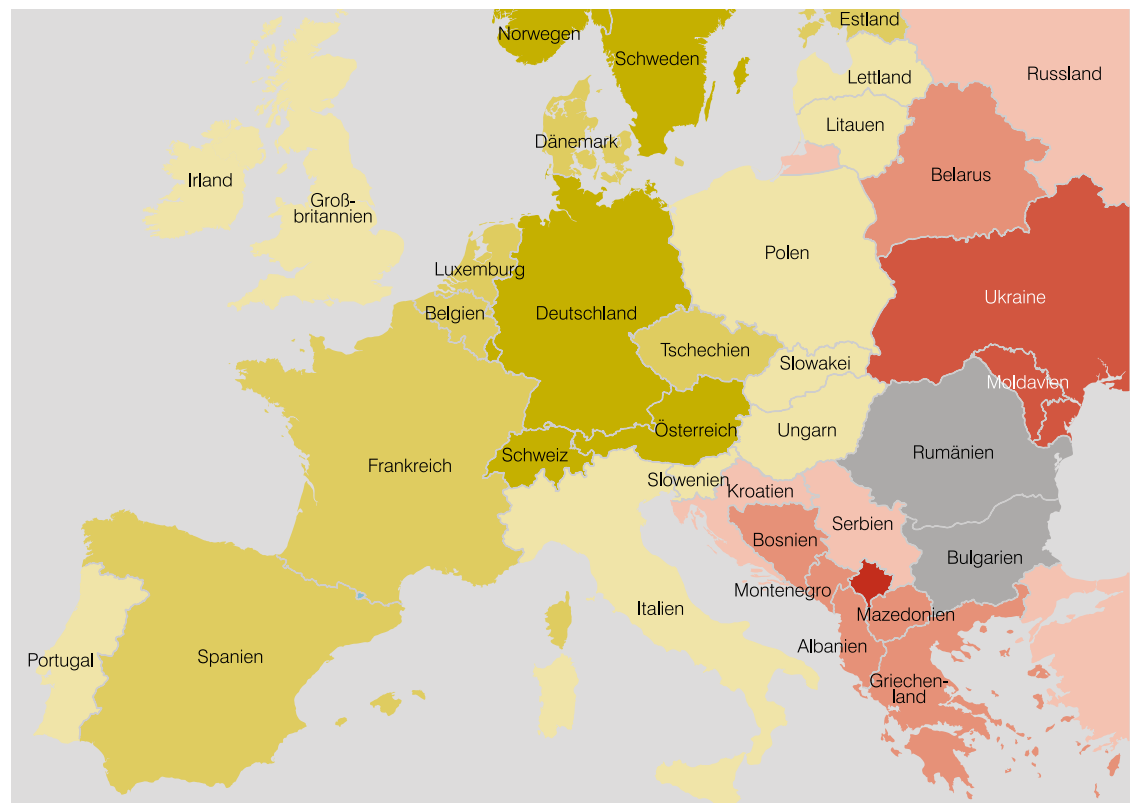 Estland
Norwegen
Schweden
Russland
Lettland
Litauen
Dänemark
Belarus
Irland
Groß-
britannien
Polen
Luxemburg
Ukraine
Belgien
Deutschland
Tschechien
Slowakei
Moldavien
Österreich
Ungarn
Schweiz
Rumänien
Frankreich
Slowenien
Kroatien
Serbien
Bosnien
Bulgarien
Montenegro
Italien
Mazedonien
Albanien
Portugal
Spanien
Griechen-
land